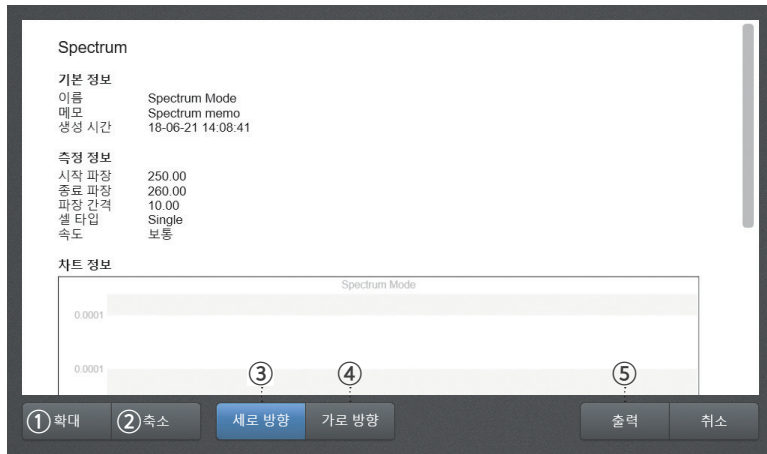 Spectrum
기본 정보
이름 Spectrum Mode
메모 Spectrum memo
생성 시간 18-06-21 14:08:41
측정 정보
시작 파장 250.00
종료 파장 260.00
파장 간격 10.00
셀 타입 Single
속도 보통
차트 정보
Spectrum Mode
0.0001
0.0001
③ ④ ⑤
① 확대 ② 축소 세로 방향 가로 방향 출력 취소